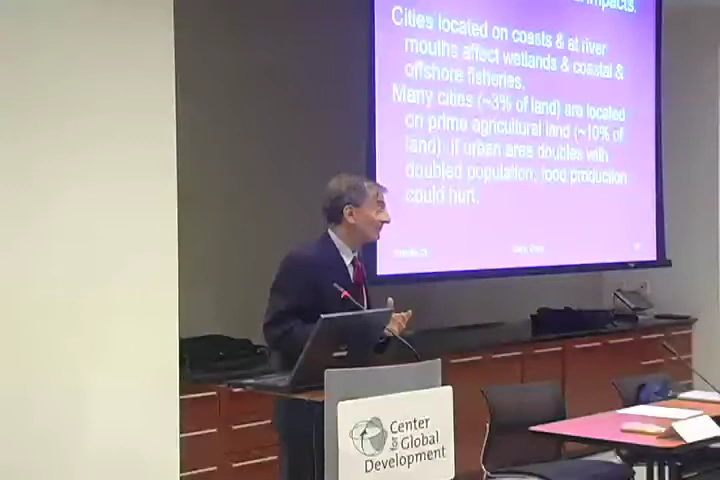 impacts.
Cities located on coasts & at river
mouths affect wetlands & coastal &
offshore fisheries.
Many cities (~3% of land) are located
on prime agricultural land (~10% of
land). If urban area doubles with
doubled population, food production
could hurt.
Center
for Global
Development